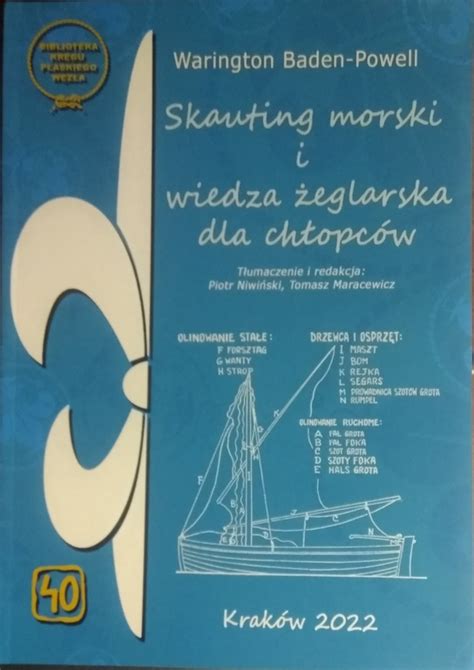 BIBLIOTEKA
KRĘGU
PŁASKIEGO
WĘZŁA
Warington Baden-Powell
Skauting morski
i
wiedza żeglarska
dla chłopców
Tłumaczenie i redakcja:
Piotr Niwiński, Tomasz Maracewicz
OLINOWANIE STAŁE:
F FORSZTAG
G WANTY
H STROP
DRZEWCA I OSPRZĘT:
I MASZT
J BOM
K REJKA
L SEGARS
M PROWADNICA SZOTÓW GROTA
N RUMPEL
OLINOWANIE RUCHOME:
A FAŁ GROTA
B FAŁ FOKA
C SZOT GROTA
D SZOTY FOKA
E HALS GROTA
40
Kraków 2022